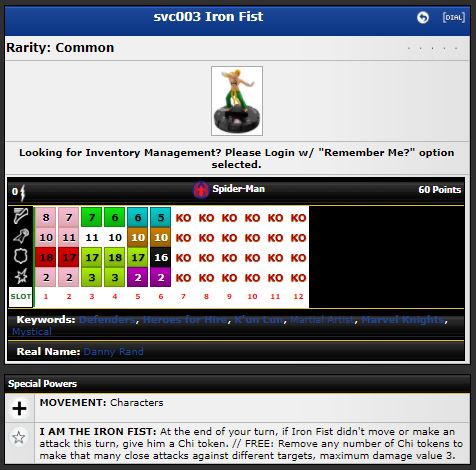 svc003 Iron Fist
[DIAL]
Rarity: Common
Looking for Inventory Management? Please Login w/ "Remember Me?" option
selected.
0 Spider-Man 60 Points
8 7 7 6 6 5 KO KO KO KO KO KO
10 11 11 10 10 10 KO KO KO KO KO KO
18 17 17 18 17 16 KO KO KO KO KO KO
2 2 3 3 2 2 KO KO KO KO KO KO
SLOT 1 2 3 4 5 6 7 8 9 10 11 12
Keywords: Defenders, Heroes for Hire, K'un Lun, Martial Artist, Marvel Knights,
Mystical
Real Name: Danny Rand
Special Powers
MOVEMENT: Characters
I AM THE IRON FIST: At the end of your turn, if Iron Fist didn't move or make an
attack this turn, give him a Chi token. // FREE: Remove any number of Chi tokens to
make that many close attacks against different targets, maximum damage value 3.